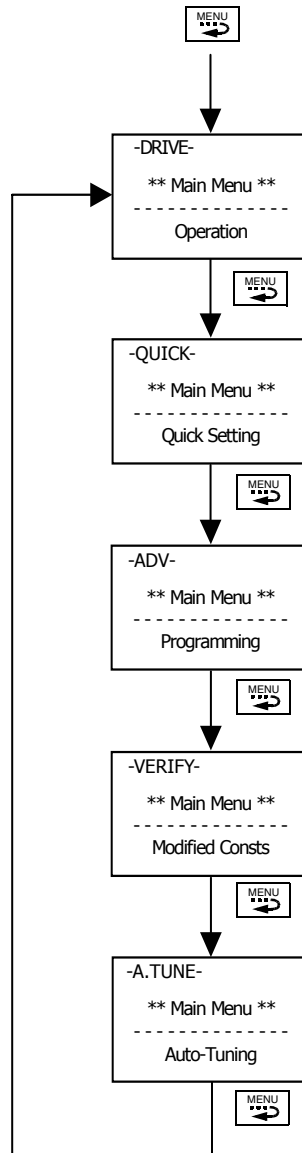 MENU
-DRIVE-
** Main Menu **
- - - - - - - - - - - - - -
Operation
MENU
-QUICK-
** Main Menu **
- - - - - - - - - - - - - -
Quick Setting
MENU
-ADV-
** Main Menu **
- - - - - - - - - - - - - -
Programming
MENU
-VERIFY-
** Main Menu **
- - - - - - - - - - - - - -
Modified Consts
MENU
-A.TUNE-
** Main Menu **
- - - - - - - - - - - - - -
Auto-Tuning
MENU